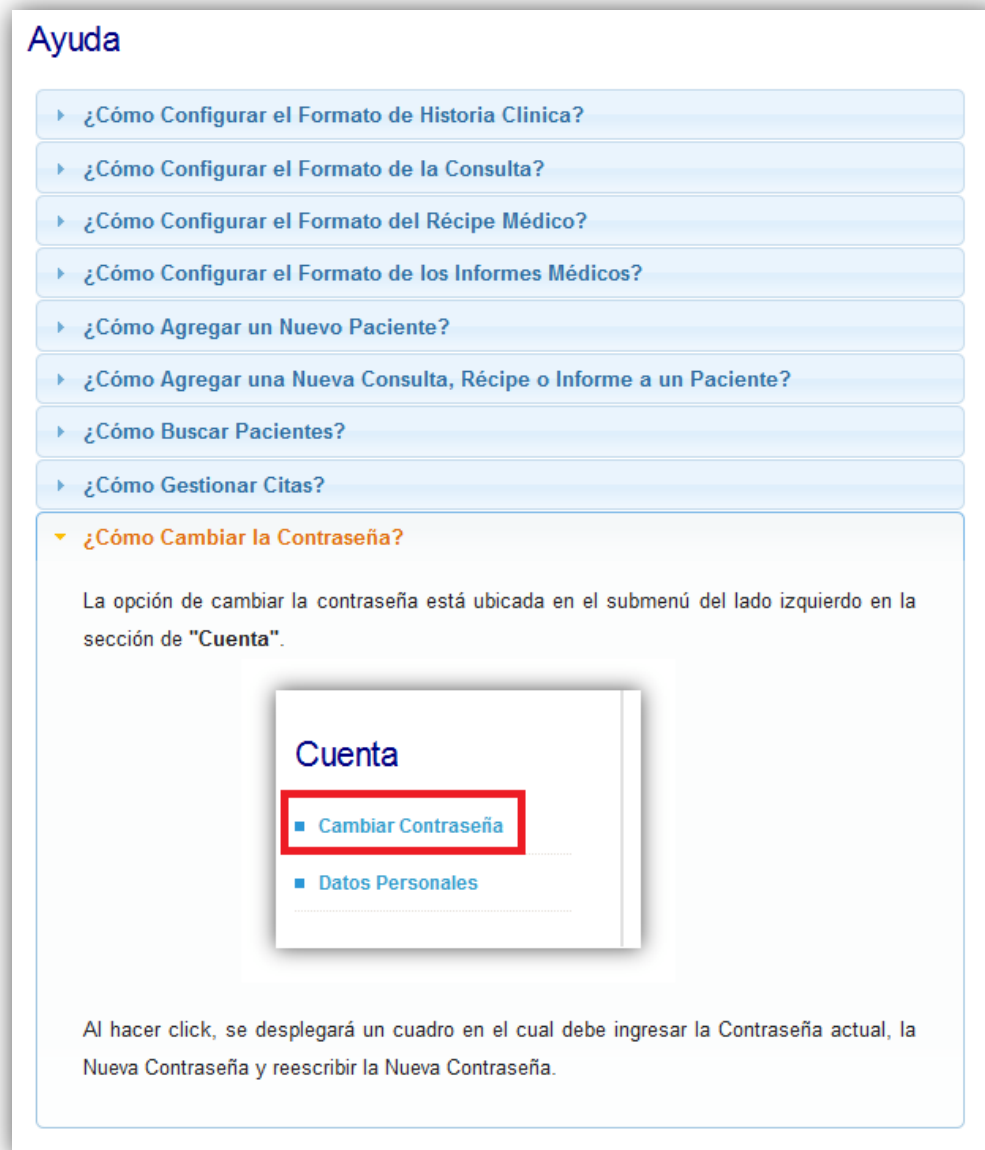 Ayuda
¿Cómo Configurar el Formato de Historia Clinica?
¿Cómo Configurar el Formato de la Consulta?
¿Cómo Configurar el Formato del Récipe Médico?
¿Cómo Configurar el Formato de los Informes Médicos?
¿Cómo Agregar un Nuevo Paciente?
¿Cómo Agregar una Nueva Consulta, Récipe o Informe a un Paciente?
¿Cómo Buscar Pacientes?
¿Cómo Gestionar Citas?
¿Cómo Cambiar la Contraseña?
La opción de cambiar la contraseña está ubicada en el submenú del lado izquierdo en la
sección de "Cuenta".
Cuenta
Cambiar Contraseña
Datos Personales
Al hacer click, se desplegará un cuadro en el cual debe ingresar la Contraseña actual, la
Nueva Contraseña y reescribir la Nueva Contraseña.